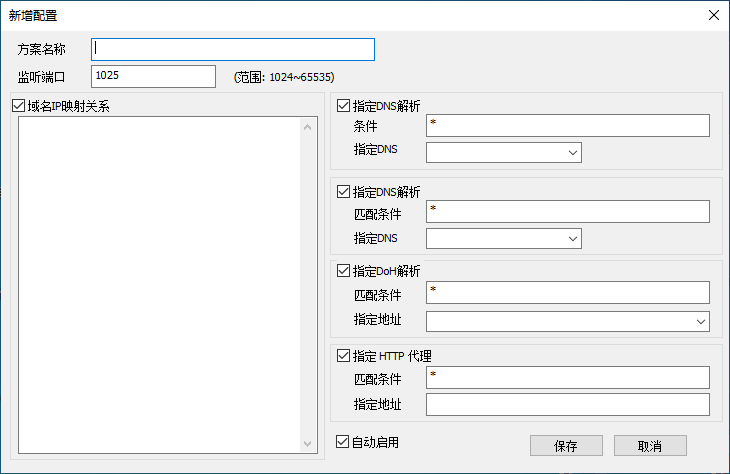 新增配置
方案名称
监听端口 1025 (范围: 1024~65535)
域名IP映射关系
指定DNS解析
条件 *
指定DNS
指定DNS解析
匹配条件 *
指定DNS
指定DoH解析
匹配条件 *
指定地址
指定 HTTP 代理
匹配条件 *
指定地址
自动启用 保存 取消